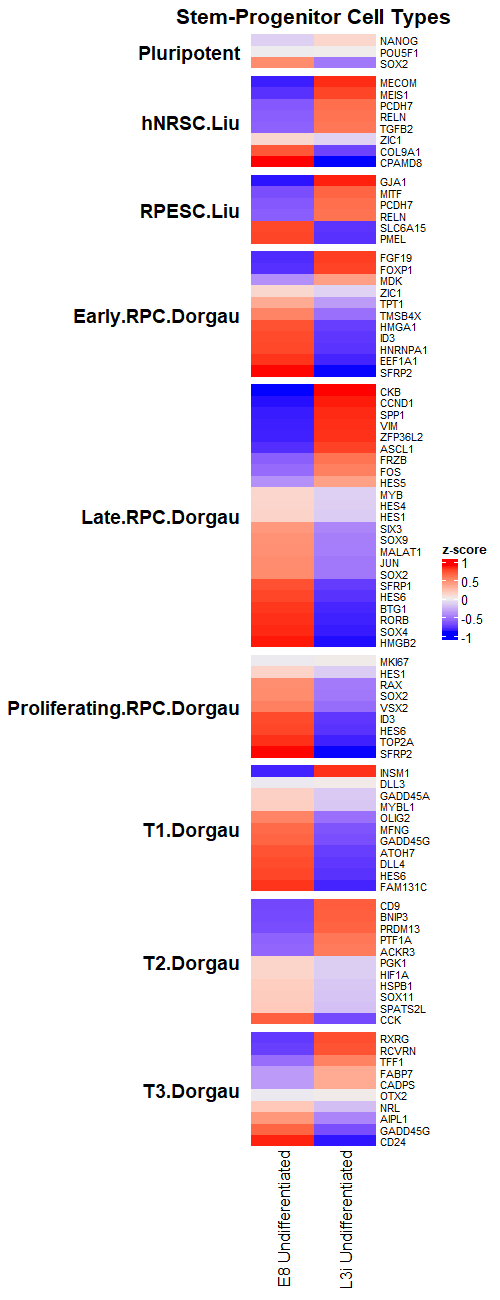 Stem-Progenitor Cell Types
Pluripotent
NANOG
POU5F1
SOX2
hNRSC.Liu
MECOM
MEIS1
PCDH7
RELN
TGFB2
ZIC1
COL9A1
CPAMD8
RPESC.Liu
GJA1
MITF
PCDH7
RELN
SLC6A15
PMEL
Early.RPC.Dorgau
FGF19
FOXP1
MDK
ZIC1
TPT1
TMSB4X
HMGA1
ID3
HNRNPA1
EEF1A1
SFRP2
Late.RPC.Dorgau
CKB
CCND1
SPP1
VIM
ZFP36L2
ASCL1
FRZB
FOS
HES5
MYB
HES4
HES1
SIX3
SOX9
MALAT1
JUN
SOX2
SFRP1
HES6
BTG1
RORB
SOX4
HMGB2
z-score
1
0.5
0
-0.5
-1
Proliferating.RPC.Dorgau
MKI67
HES1
RAX
SOX2
VSX2
ID3
HES6
TOP2A
SFRP2
T1.Dorgau
INSM1
DLL3
GADD45A
MYBL1
OLIG2
MFNG
GADD45G
ATOH7
DLL4
HES6
FAM131C
T2.Dorgau
CD9
BNIP3
PRDM13
PTF1A
ACKR3
PGK1
HIF1A
HSPB1
SOX11
SPATS2L
CCK
T3.Dorgau
RXRG
RCVRN
TFF1
FABP7
CADPS
OTX2
NRL
AIPL1
GADD45G
CD24
E8 Undifferentiated
L3i Undifferentiated